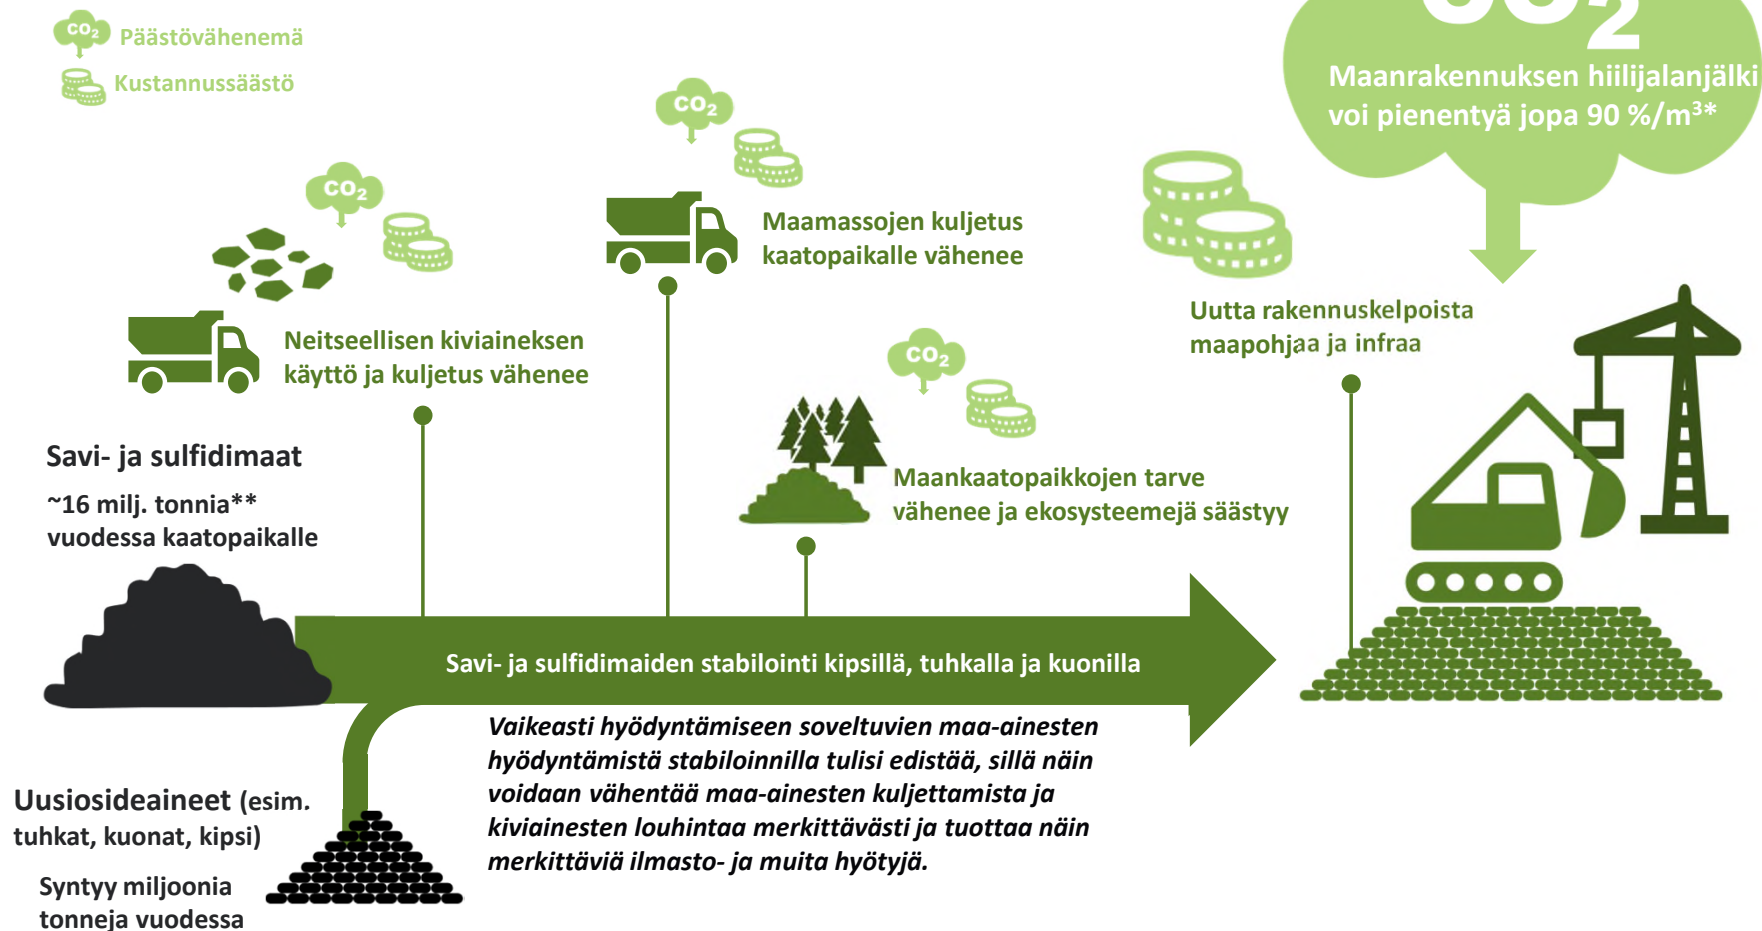 CO₂
Päästövähenemä
Kustannussäästö
CO₂
Maanrakennuksen hiilijalanjälki
voi pienentyä jopa 90 %/m³*
CO₂
Maamassojen kuljetus
kaatopaikalle vähenee
CO₂
Neitseellisen kiviaineksen
käyttö ja kuljetus vähenee
Uutta rakennuskelpoista
maapohjaa ja infraa
CO₂
Maankaatopaikkojen tarve
vähenee ja ekosysteemejä säästyy
Savi- ja sulfidimaat
~16 milj. tonnia**
vuodessa kaatopaikalle
Savi- ja sulfidimaiden stabilointi kipsillä, tuhkalla ja kuonilla
Vaikeasti hyödyntämiseen soveltuvien maa-ainesten
hyödyntämistä stabiloinnilla tulisi edistää, sillä näin
voidaan vähentää maa-ainesten kuljettamista ja
kiviainesten louhintaa merkittävästi ja tuottaa näin
merkittäviä ilmasto- ja muita hyötyjä.
Uusiosideaineet (esim.
tuhkat, kuonat, kipsi)
Syntyy miljoonia
tonneja vuodessa